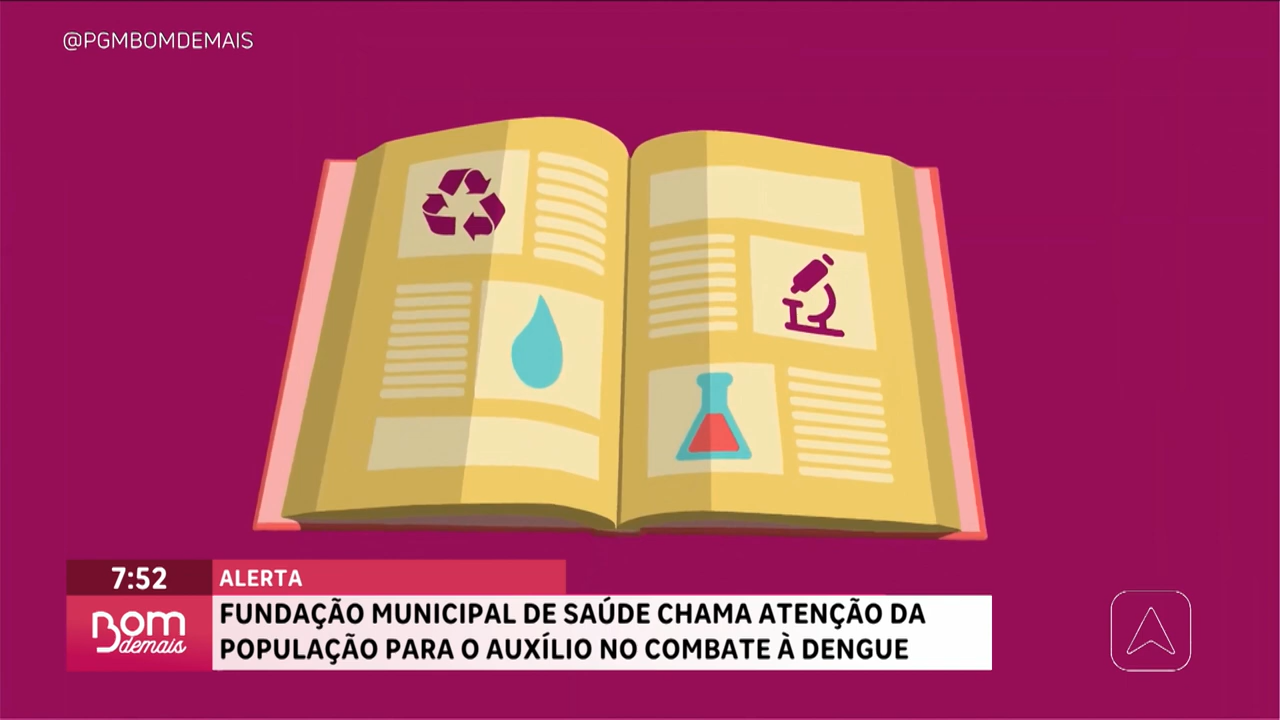 @PGMBOMDEMAIS
7:52
ALERTA
Bom
demais
FUNDAÇÃO MUNICIPAL DE SAÚDE CHAMA ATENÇÃO DA
POPULAÇÃO PARA O AUXÍLIO NO COMBATE À DENGUE